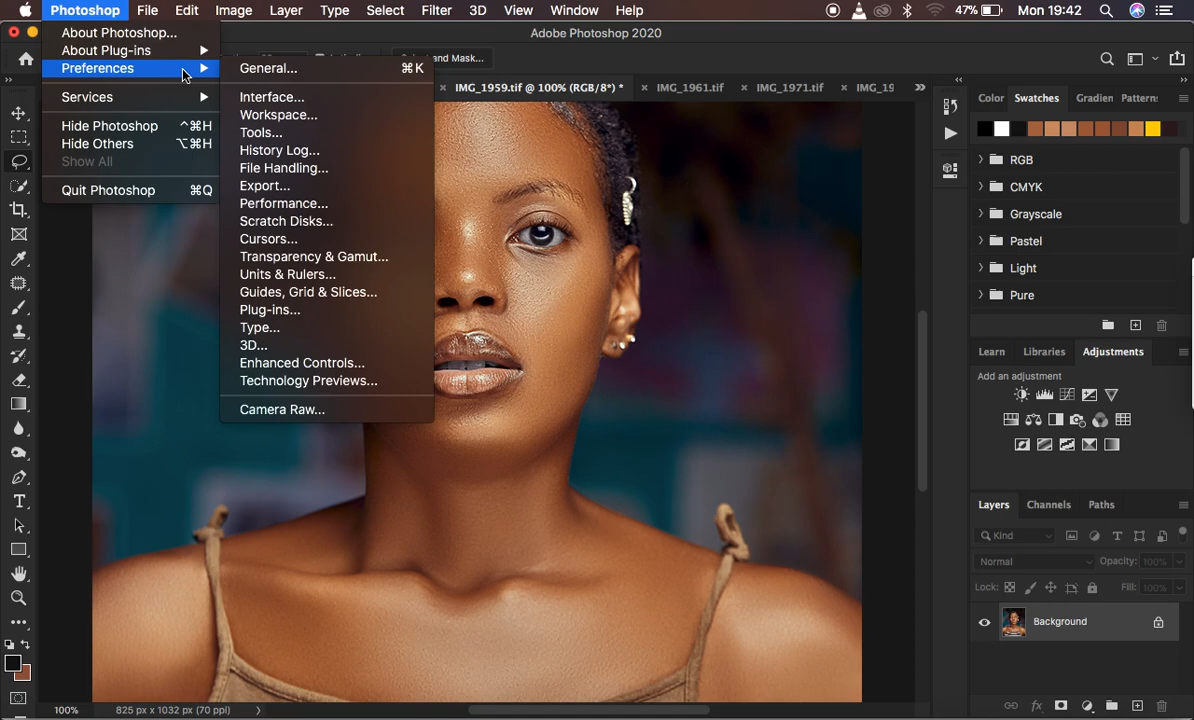 Photoshop File Edit Image Layer Type Select Filter 3D View Window Help 47% Mon 19:42
Adobe Photoshop 2020
About Photoshop...
About Plug-ins
Preferences
Services
Hide Photoshop ^⌘H
Hide Others ⌥⌘H
Show All
Quit Photoshop ⌘Q
General... ⌘K
Interface...
Workspace...
Tools...
History Log...
File Handling...
Export...
Performance...
Scratch Disks...
Cursors...
Transparency & Gamut...
Units & Rulers...
Guides, Grid & Slices...
Plug-ins...
Type...
3D...
Enhanced Controls...
Technology Previews...
Camera Raw...
and Mask...
× IMG_1959.tif @ 100% (RGB/8*) * × IMG_1961.tif × IMG_1971.tif × IMG_19
Color Swatches Gradien Pattern:
RGB
CMYK
Grayscale
Pastel
Light
Pure
Learn Libraries Adjustments
Add an adjustment
Layers Channels Paths
Kind
Normal Opacity: 100%
Lock: Fill: 100%
Background
100% 825 px x 1032 px (70 ppi)